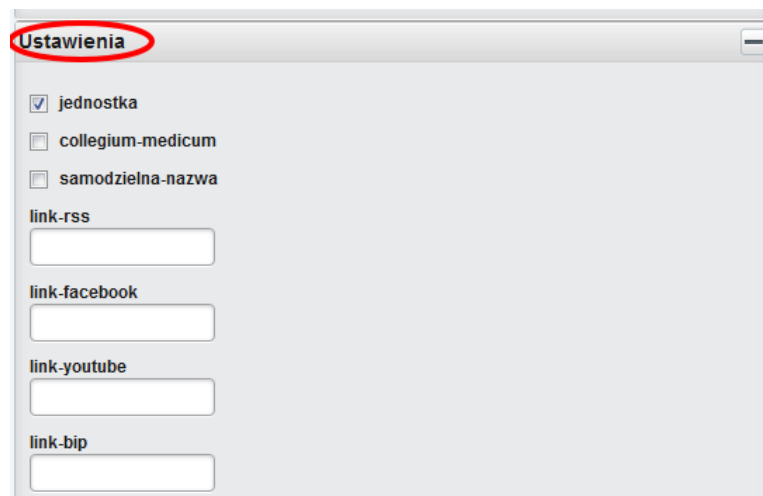 Ustawienia
jednostka
collegium-medicum
samodzielna-nazwa
link-rss
link-facebook
link-youtube
link-bip